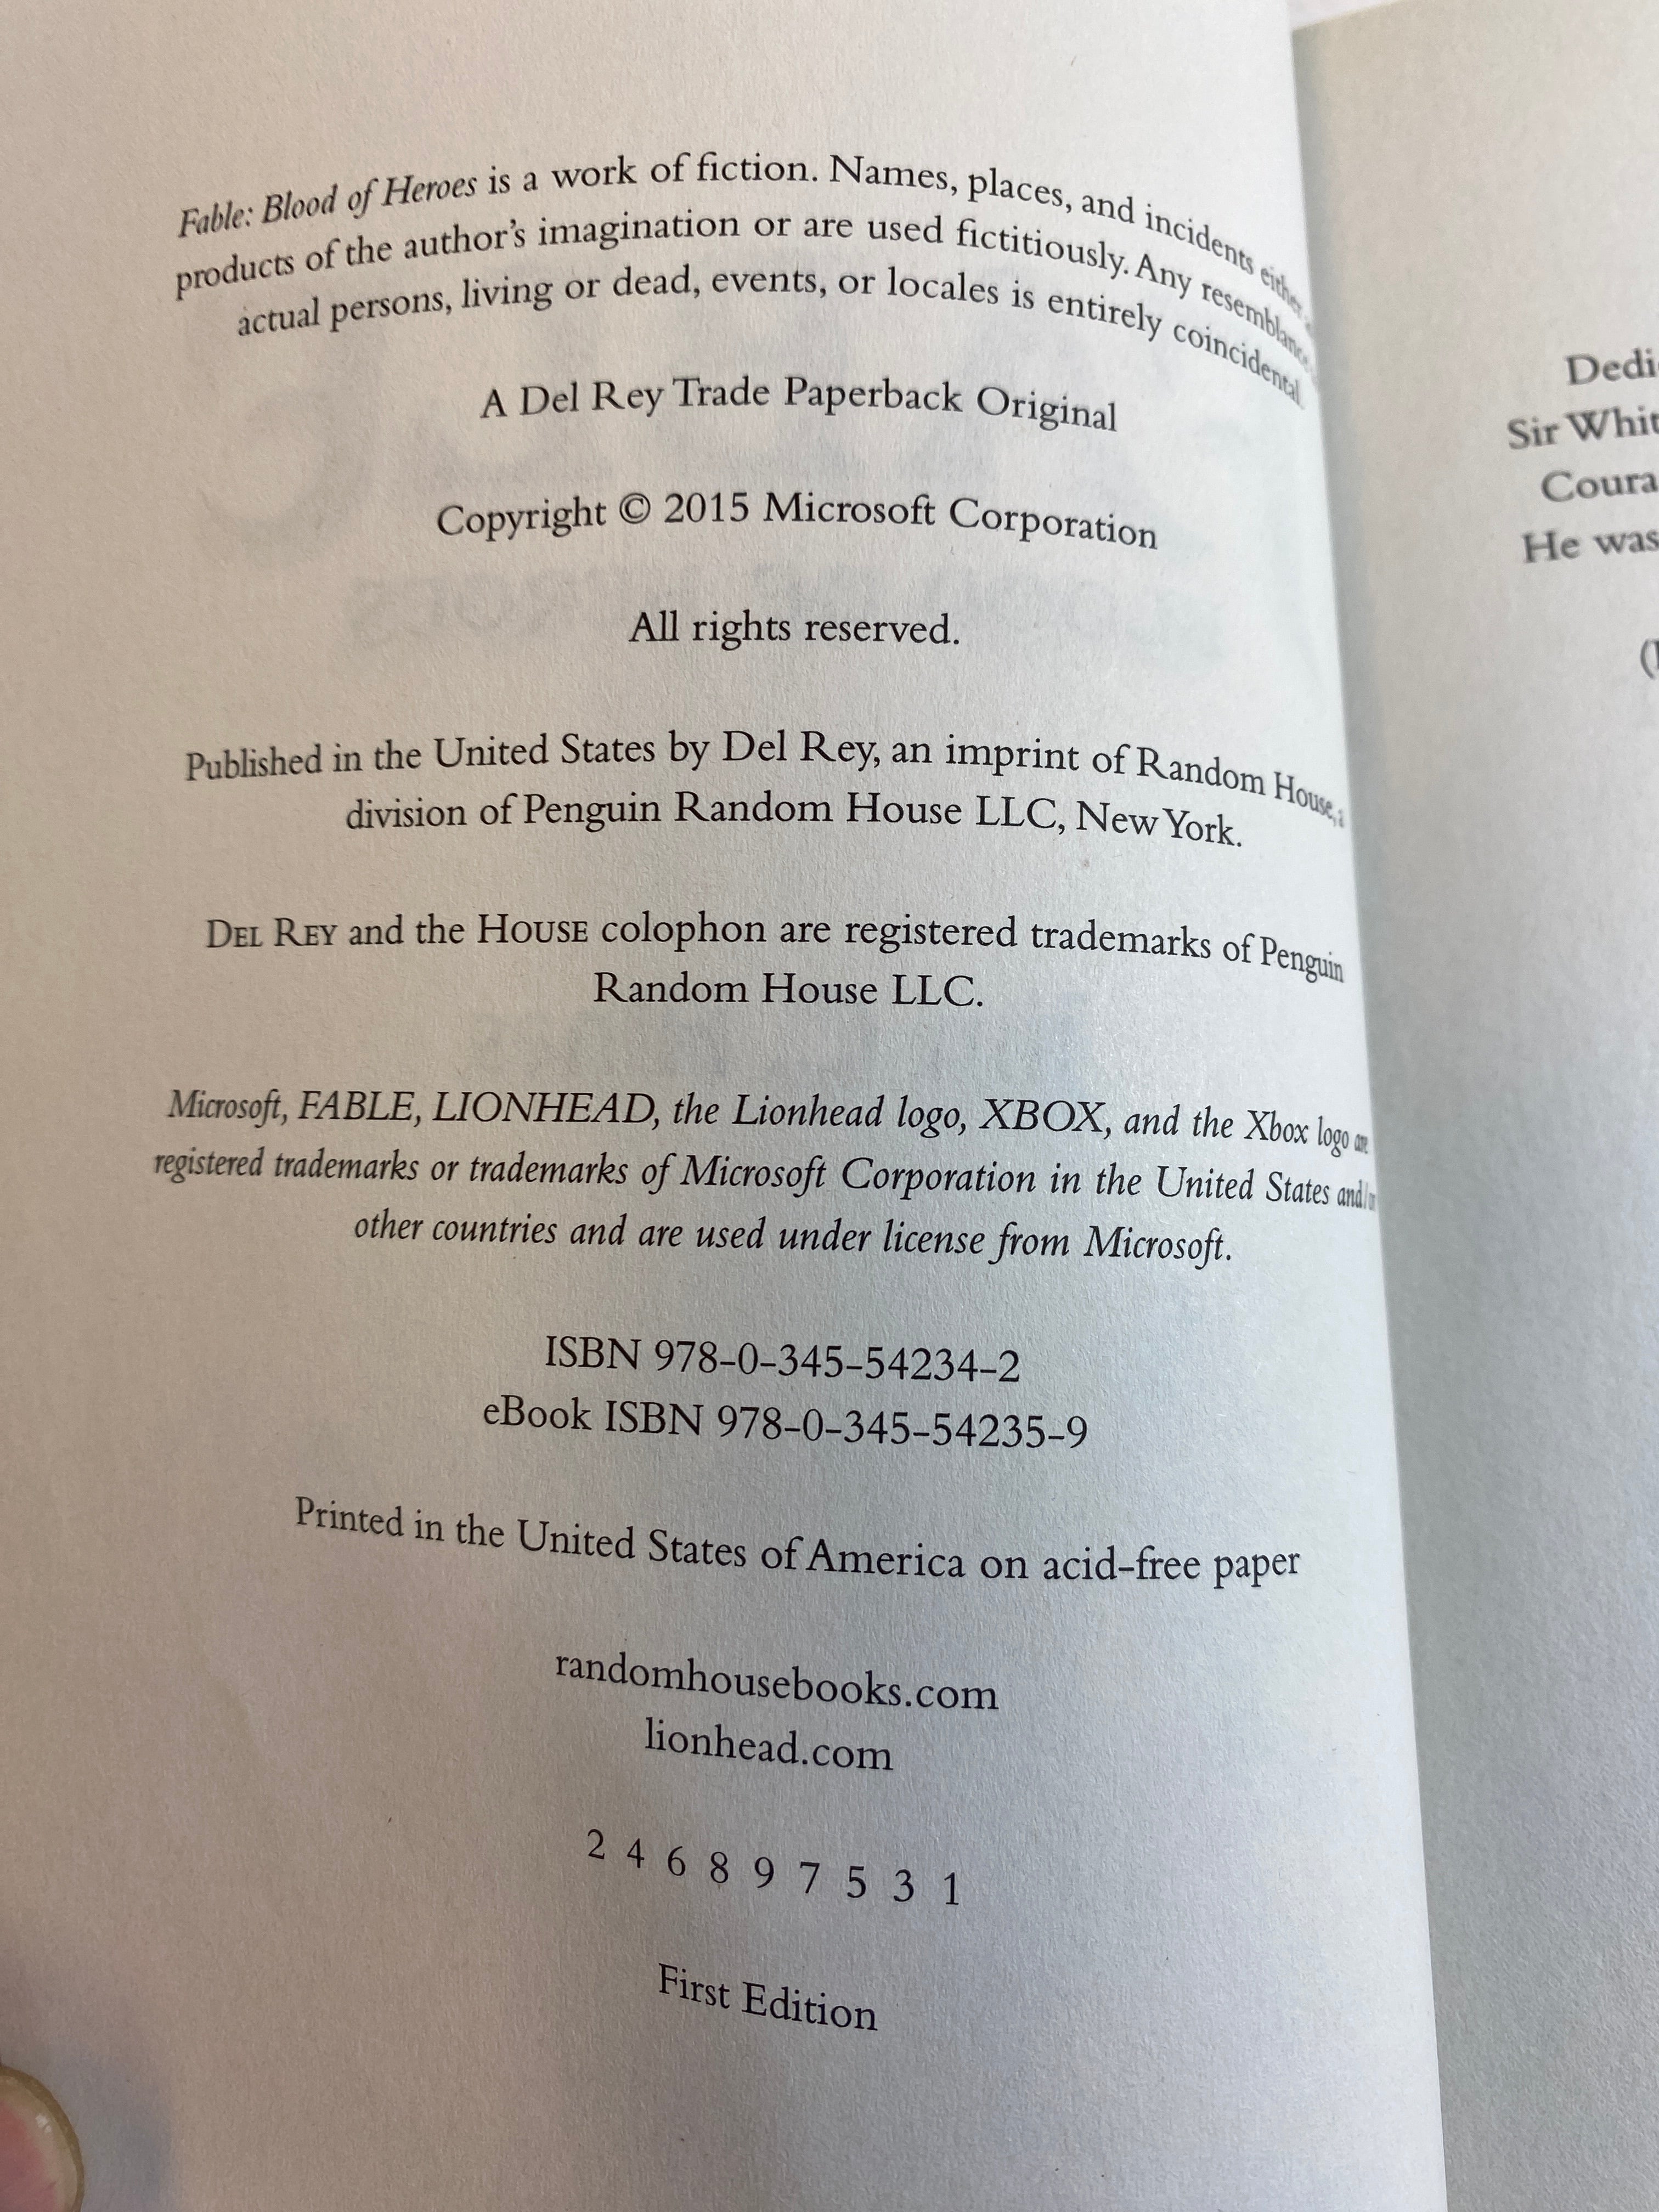 Fable: Blood of Heroes is a work of fiction. Names, places, and incidents either
products of the author's imagination or are used fictitiously. Any resemblance
actual persons, living or dead, events, or locales is entirely coincidental
A Del Rey Trade Paperback Original
Copyright © 2015 Microsoft Corporation
All rights reserved.
Published in the United States by Del Rey, an imprint of Random House, a
division of Penguin Random House LLC, New York.
DEL REY and the HOUSE colophon are registered trademarks of Penguin
Random House LLC.
Microsoft, FABLE, LIONHEAD, the Lionhead logo, XBOX, and the Xbox logo are
registered trademarks or trademarks of Microsoft Corporation in the United States and/or
other countries and are used under license from Microsoft.
ISBN 978-0-345-54234-2
eBook ISBN 978-0-345-54235-9
Printed in the United States of America on acid-free paper
randomhousebooks.com
lionhead.com
2 4 6 8 9 7 5 3 1
First Edition
Dedi
Sir Whit
Coura
He was